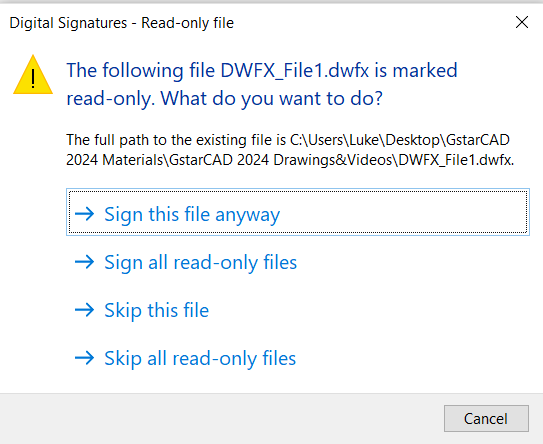 Digital Signatures - Read-only file
The following file DWFX_File1.dwfx is marked
read-only. What do you want to do?
The full path to the existing file is C:\Users\Luke\Desktop\GstarCAD
2024 Materials\GstarCAD 2024 Drawings&Videos\DWFX_File1.dwfx.
Sign this file anyway
Sign all read-only files
Skip this file
Skip all read-only files
Cancel